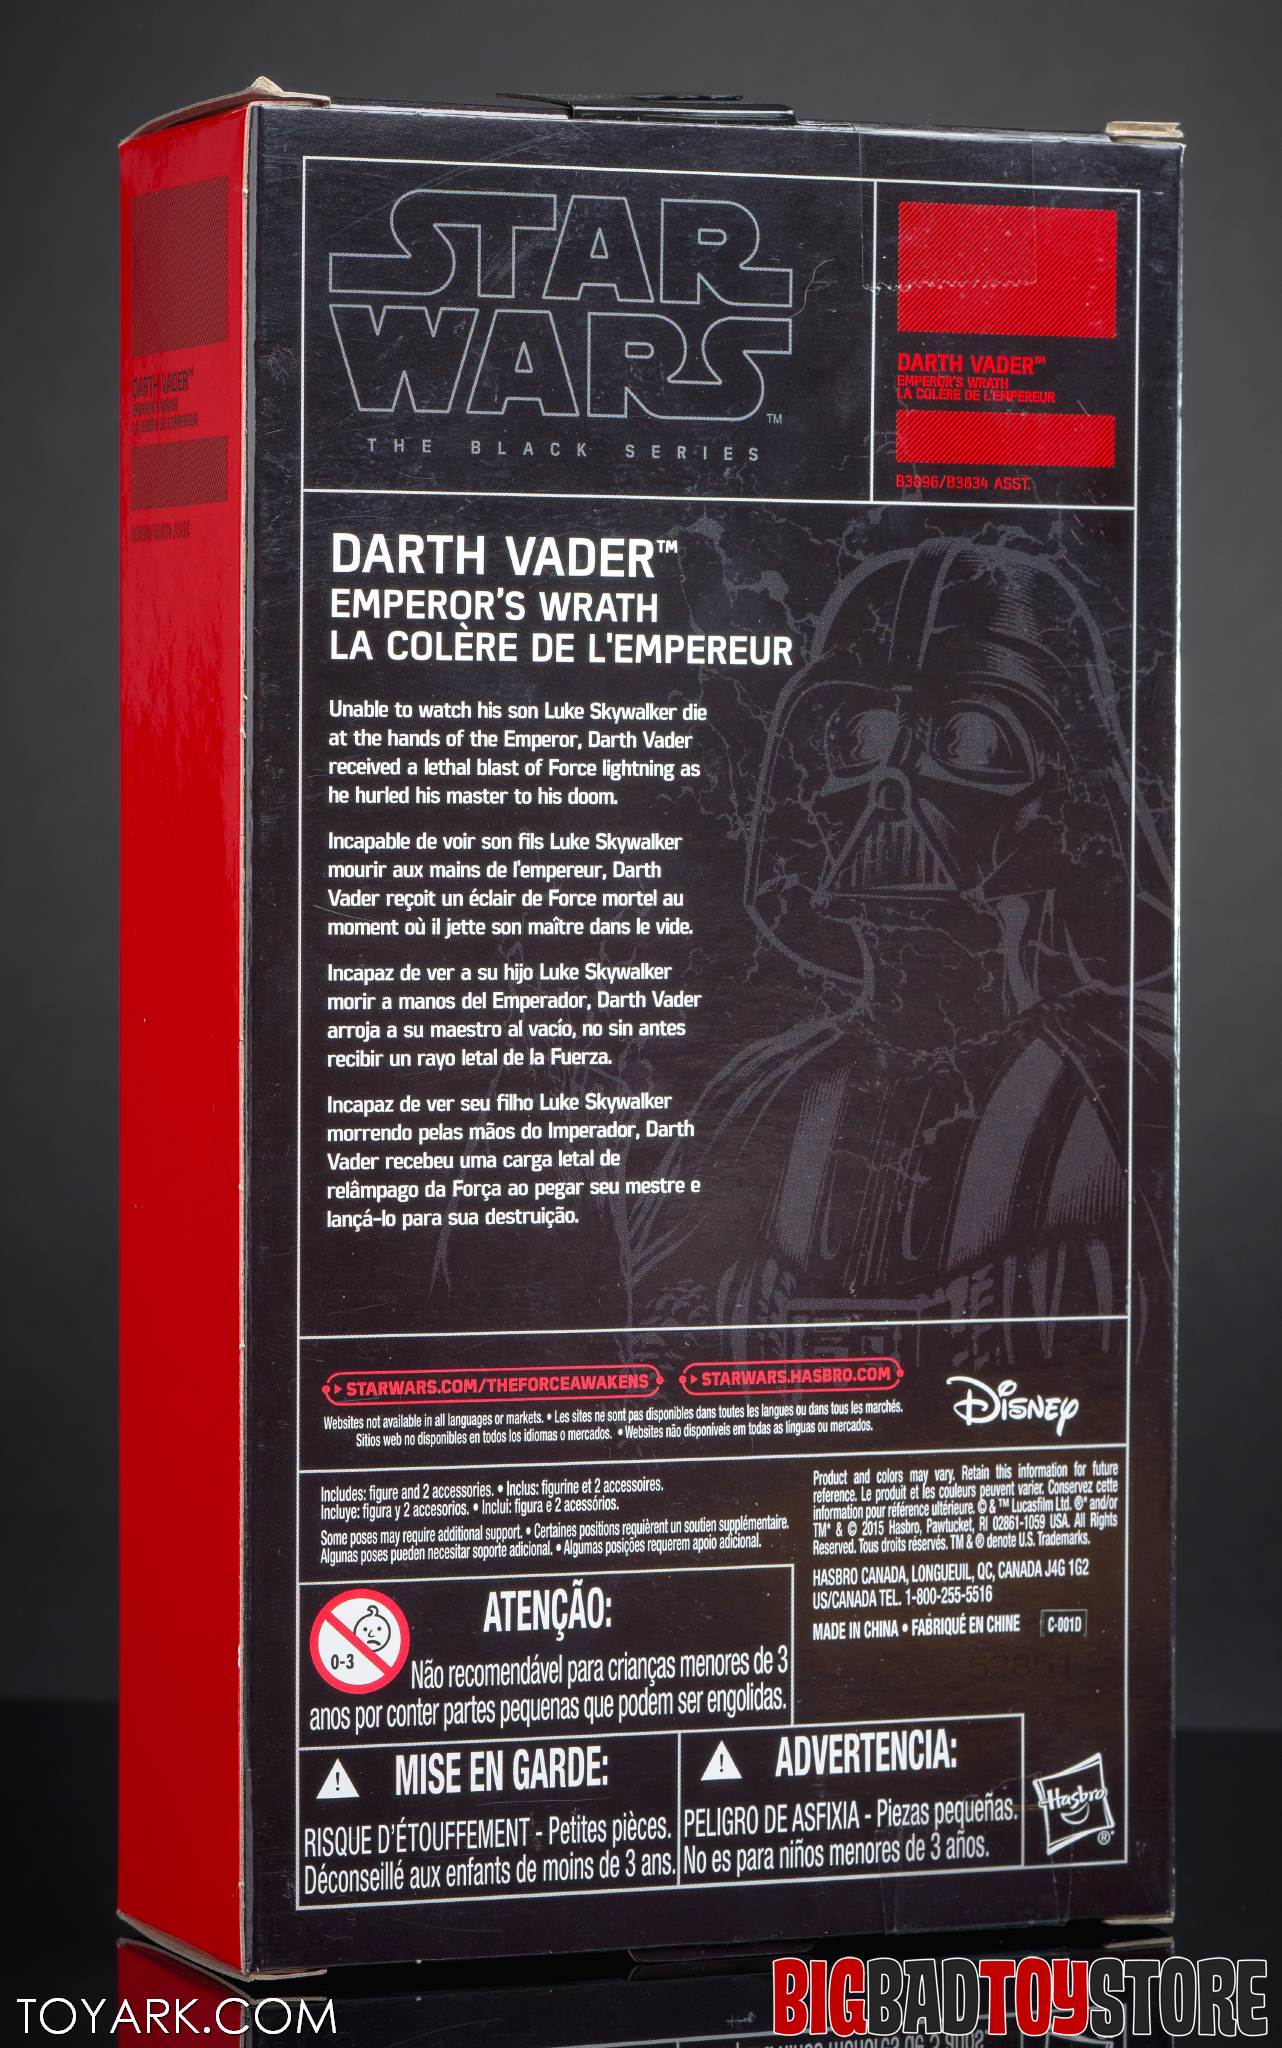 STAR
WARS™
THE BLACK SERIES
DARTH VADER™
EMPEROR'S WRATH
LA COLÈRE DE L'EMPEREUR
B3896/B3834 ASST.
DARTH VADER™
EMPEROR'S WRATH
LA COLÈRE DE L'EMPEREUR
DARTH VADER™
EMPEROR'S WRATH
LA COLÈRE DE L'EMPEREUR
Unable to watch his son Luke Skywalker die
at the hands of the Emperor, Darth Vader
received a lethal blast of Force lightning as
he hurled his master to his doom.
Incapable de voir son fils Luke Skywalker
mourir aux mains de l'empereur, Darth
Vader reçoit un éclair de Force mortel au
moment où il jette son maître dans le vide.
Incapaz de ver a su hijo Luke Skywalker
morir a manos del Emperador, Darth Vader
arroja a su maestro al vacío, no sin antes
recibir un rayo letal de la Fuerza.
Incapaz de ver seu filho Luke Skywalker
morrendo pelas mãos do Imperador, Darth
Vader recebeu uma carga letal de
relâmpago da Força ao pegar seu mestre e
lançá-lo para sua destruição.
STARWARS.COM/THEFORCEAWAKENS
STARWARS.HASBRO.COM
Websites not available in all languages or markets. • Les sites ne sont pas disponibles dans toutes les langues ou dans tous les marchés.
Sitios web no disponibles en todos los idiomas o mercados. • Websites não disponíveis em todas as línguas ou mercados.
Disney
Includes: figure and 2 accessories. • Inclus: figurine et 2 accessoires.
Incluye: figura y 2 accesorios. • Inclui: figura e 2 acessórios.
Some poses may require additional support. • Certaines positions requièrent un soutien supplémentaire.
Algunas poses pueden necesitar soporte adicional. • Algumas posições requerem apoio adicional.
Product and colors may vary. Retain this information for future
reference. Le produit et les couleurs peuvent varier. Conservez cette
information pour référence ultérieure. © & ™ Lucasfilm Ltd. ®* and/or
TM* & © 2015 Hasbro, Pawtucket, RI 02861-1059 USA. All Rights
Reserved. Tous droits réservés. TM & ® denote U.S. Trademarks.
HASBRO CANADA, LONGUEUIL, QC, CANADA J4G 1G2
US/CANADA TEL. 1-800-255-5516
MADE IN CHINA • FABRIQUÉ EN CHINE
C-001D
52851
0-3
ATENÇÃO:
Não recomendável para crianças menores de 3
anos por conter partes pequenas que podem ser engolidas.
MISE EN GARDE:
RISQUE D'ÉTOUFFEMENT - Petites pièces.
Déconseillé aux enfants de moins de 3 ans.
ADVERTENCIA:
PELIGRO DE ASFIXIA - Piezas pequeñas.
No es para niños menores de 3 años.
Hasbro
®
TOYARK.COM
BIGBADTOYSTORE